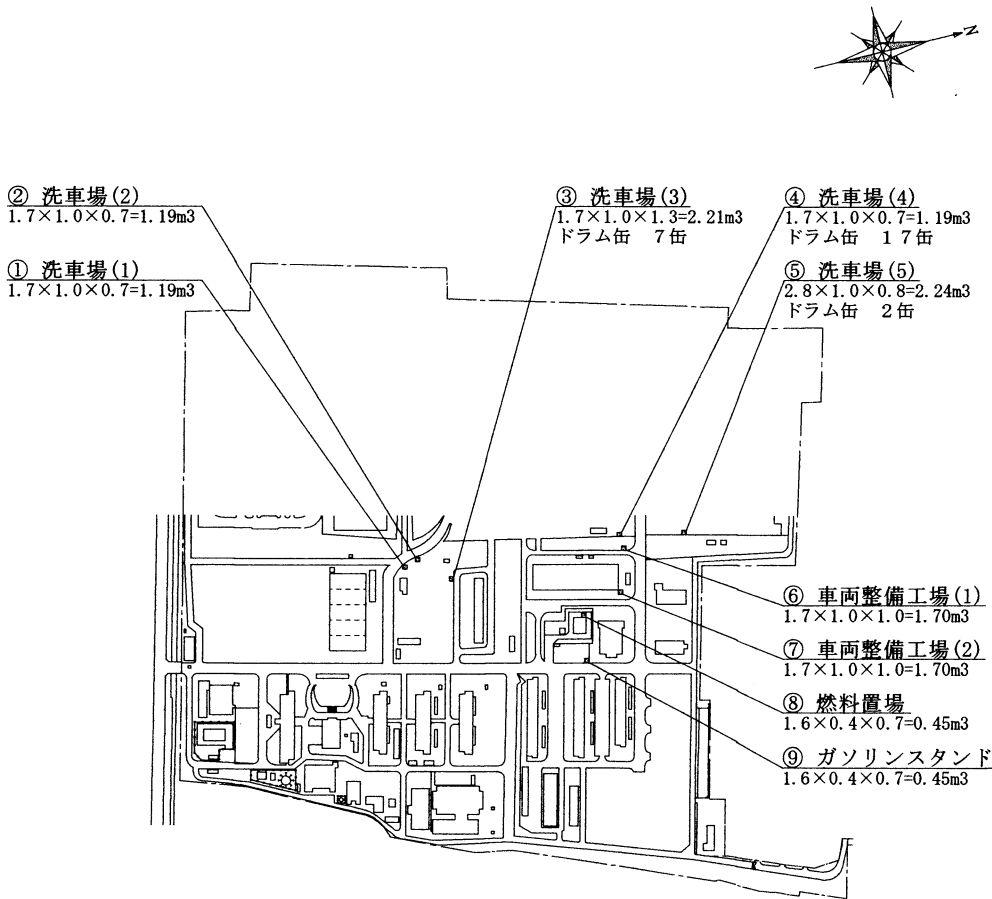 N
② 洗車場(2)
1.7×1.0×0.7=1.19m3
① 洗車場(1)
1.7×1.0×0.7=1.19m3
③ 洗車場(3)
1.7×1.0×1.3=2.21m3
ドラム缶 7缶
④ 洗車場(4)
1.7×1.0×0.7=1.19m3
ドラム缶 17缶
⑤ 洗車場(5)
2.8×1.0×0.8=2.24m3
ドラム缶 2缶
⑥ 車両整備工場(1)
1.7×1.0×1.0=1.70m3
⑦ 車両整備工場(2)
1.7×1.0×1.0=1.70m3
⑧ 燃料置場
1.6×0.4×0.7=0.45m3
⑨ ガソリンスタンド
1.6×0.4×0.7=0.45m3